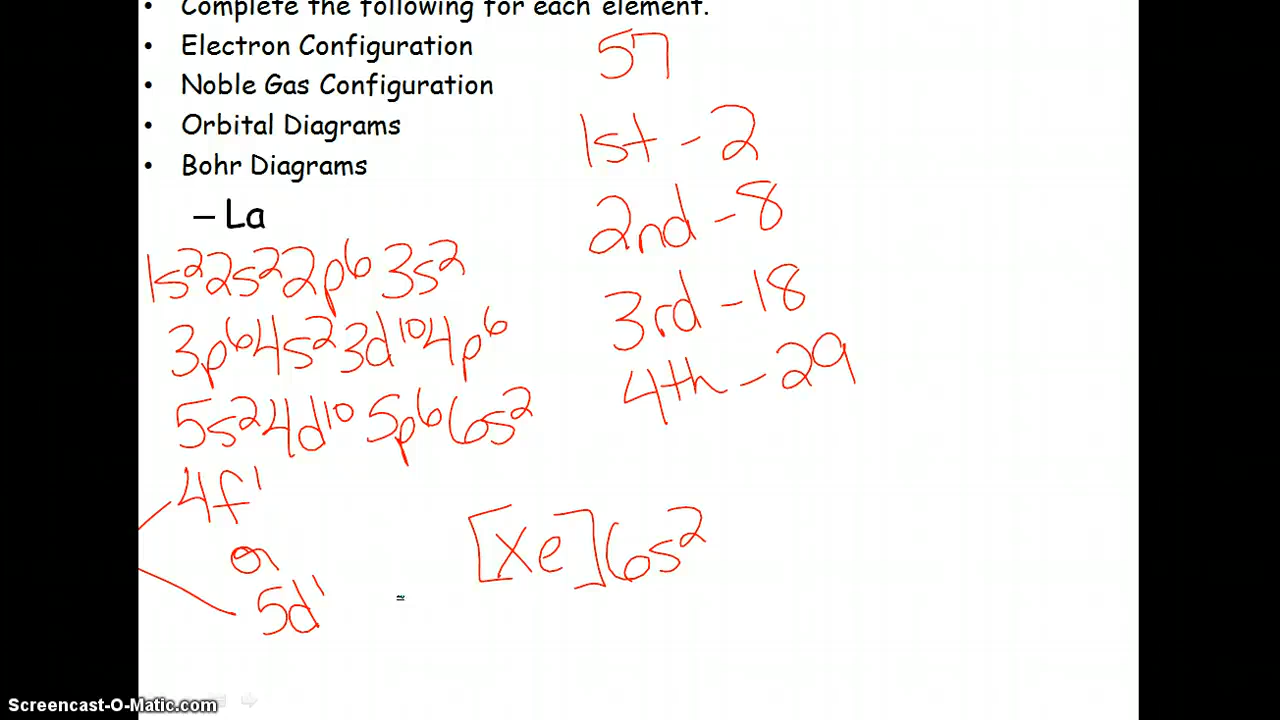 • Complete the following for each element.
• Electron Configuration
• Noble Gas Configuration
• Orbital Diagrams
• Bohr Diagrams
– La
1s²2s²2p⁶3s²
3p⁶4s²3d¹⁰4p⁶
5s²4d¹⁰5p⁶6s²
4f¹
or
5d¹
57
1st - 2
2nd - 8
3rd - 18
4th - 29
[Xe]6s²
≈
Screencast-O-Matic.com